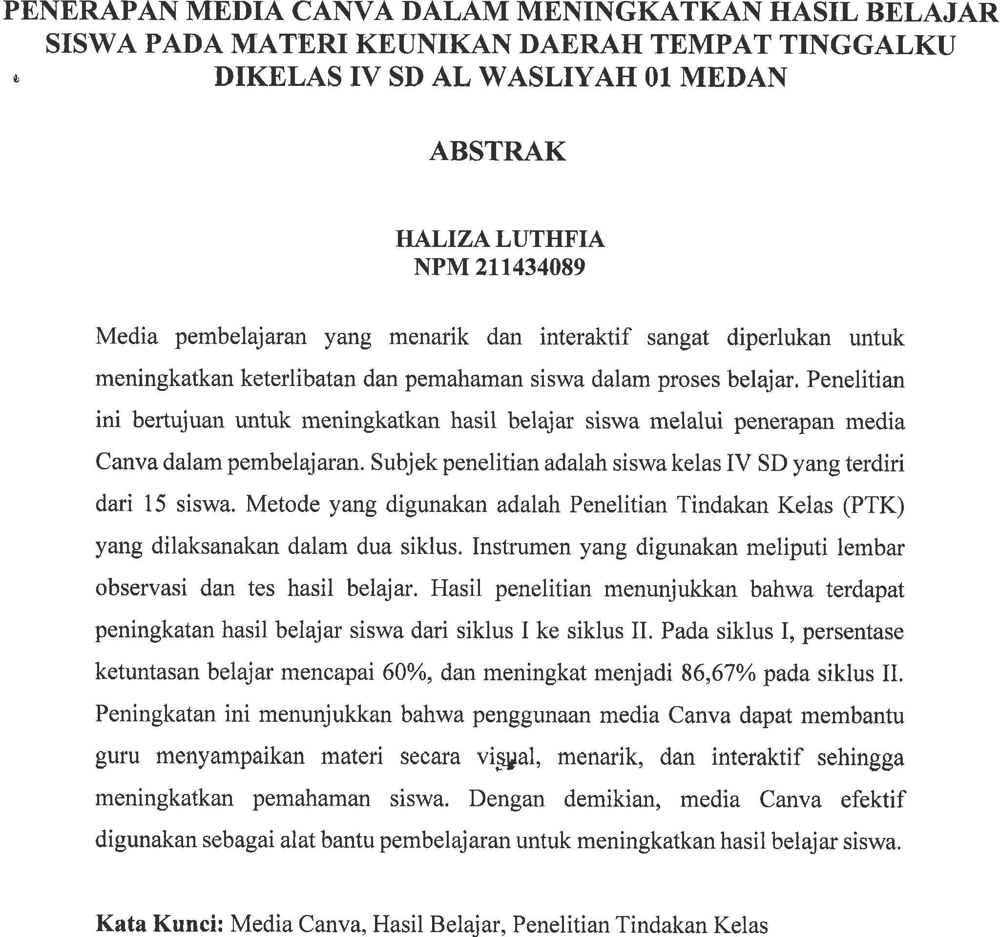 PENERAPAN MEDIA CANVA DALAM MENINGKATKAN HASIL BELAJAR
SISWA PADA MATERI KEUNIKAN DAERAH TEMPAT TINGGALKU
DIKELAS IV SD AL WASLIYAH 01 MEDAN
ABSTRAK
HALIZA LUTHFIA
NPM 211434089
Media pembelajaran yang menarik dan interaktif sangat diperlukan untuk
meningkatkan keterlibatan dan pemahaman siswa dalam proses belajar. Penelitian
ini bertujuan untuk meningkatkan hasil belajar siswa melalui penerapan media
Canva dalam pembelajaran. Subjek penelitian adalah siswa kelas IV SD yang terdiri
dari 15 siswa. Metode yang digunakan adalah Penelitian Tindakan Kelas (PTK)
yang dilaksanakan dalam dua siklus. Instrumen yang digunakan meliputi lembar
observasi dan tes hasil belajar. Hasil penelitian menunjukkan bahwa terdapat
peningkatan hasil belajar siswa dari siklus I ke siklus II. Pada siklus I, persentase
ketuntasan belajar mencapai 60%, dan meningkat menjadi 86,67% pada siklus II.
Peningkatan ini menunjukkan bahwa penggunaan media Canva dapat membantu
guru menyampaikan materi secara visual, menarik, dan interaktif sehingga
meningkatkan pemahaman siswa. Dengan demikian, media Canva efektif
digunakan sebagai alat bantu pembelajaran untuk meningkatkan hasil belajar siswa.
Kata Kunci: Media Canva, Hasil Belajar, Penelitian Tindakan Kelas